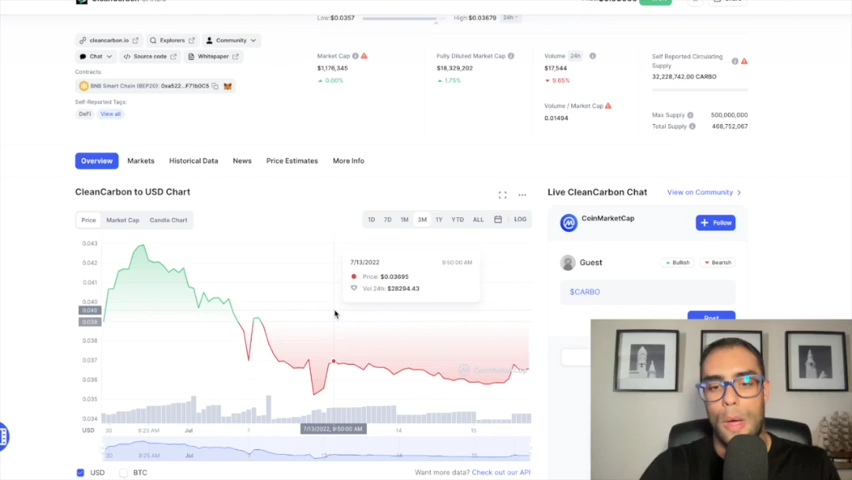 Low: $0.0357 High: $0.03679 24h
cleancarbon.io Explorers Community
Chat Source code Whitepaper
Contracts:
BNB Smart Chain (BEP20) 0xa522...F71b0C5
Self-Reported Tags:
DeFi View all
Market Cap
$1,176,345
0.00%
Fully Diluted Market Cap
$18,329,202
1.75%
Volume 24h
$17,544
9.65%
Volume / Market Cap
0.01494
Self Reported Circulating
Supply
32,228,742.00 CARBO
Max Supply 500,000,000
Total Supply 468,752,067
Overview Markets Historical Data News Price Estimates More Info
CleanCarbon to USD Chart
Price Market Cap Candle Chart
1D 7D 1M 3M 1Y YTD ALL LOG
7/13/2022 9:50:00 AM
Price: $0.03695
Vol 24h: $28294.43
0.043
0.042
0.041
0.040
0.038
0.037
0.036
0.035
0.034
USD
30 9:25 AM Jul 7 7/13/2022, 9:50:00 AM 14
CoinMarketCap
USD BTC
Want more data? Check out our API
Live CleanCarbon Chat View on Community
CoinMarketCap
Follow
Guest Bullish Bearish
$CARBO
Post